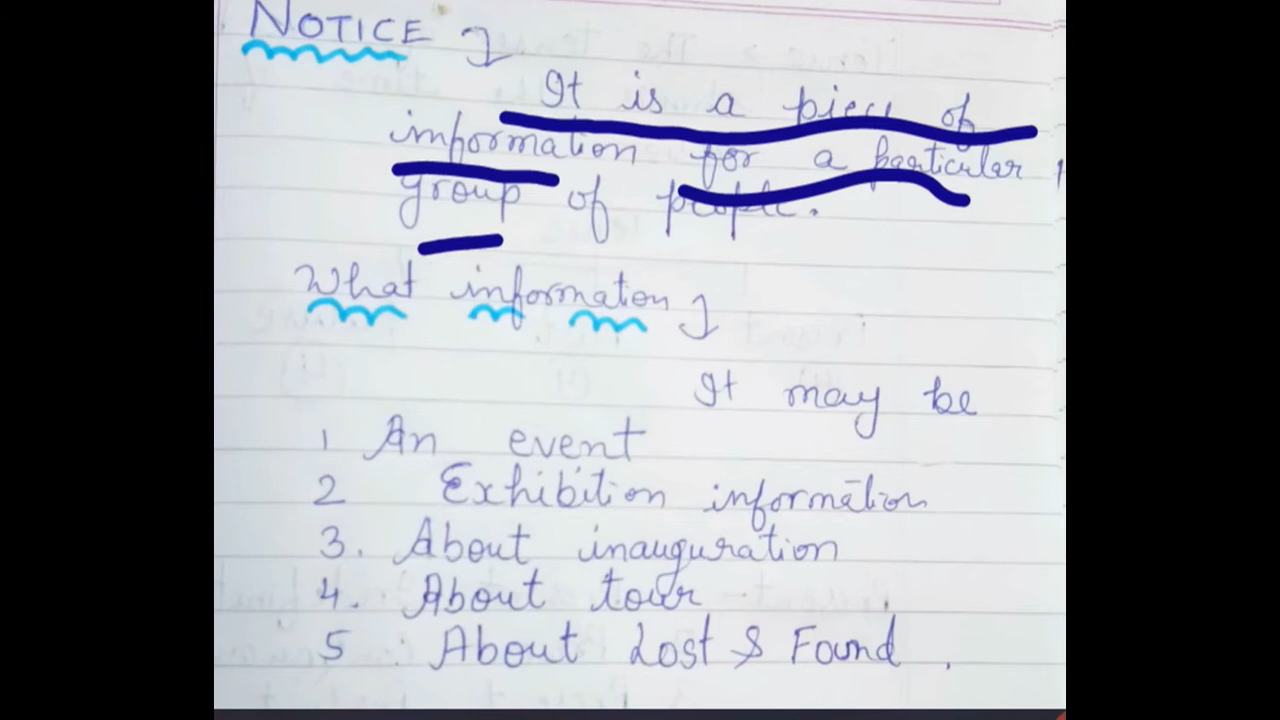 NOTICE
It is a piece of
information for a particular
group of people.
What information
It may be
1 An event
2 Exhibition information
3. About inauguration
4. About tour
5. About Lost & Found.